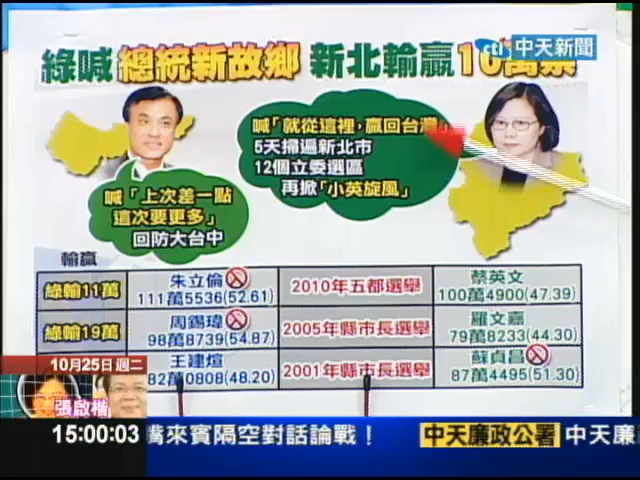 cti 中天新聞
綠喊總統新故鄉 新北輸贏10萬票
喊「就從這裡，贏回台灣」
5天掃遍新北市
12個立委選區
再掀「小英旋風」
喊「上次差一點
這次要更多」
回防大台中
輸贏
綠輸11萬
朱立倫
111萬5536(52.61)
2010年五都選舉
蔡英文
100萬4900(47.39)
綠輸19萬
周錫瑋
98萬8739(54.87)
2005年縣市長選舉
羅文嘉
79萬8233(44.30)
王建煊
82萬0808(48.20)
2001年縣市長選舉
蘇貞昌
87萬4495(51.30)
10月25日週二
張啟楷
15:00:03
嘴來賓隔空對話論戰！
中天廉政公署
中天廉